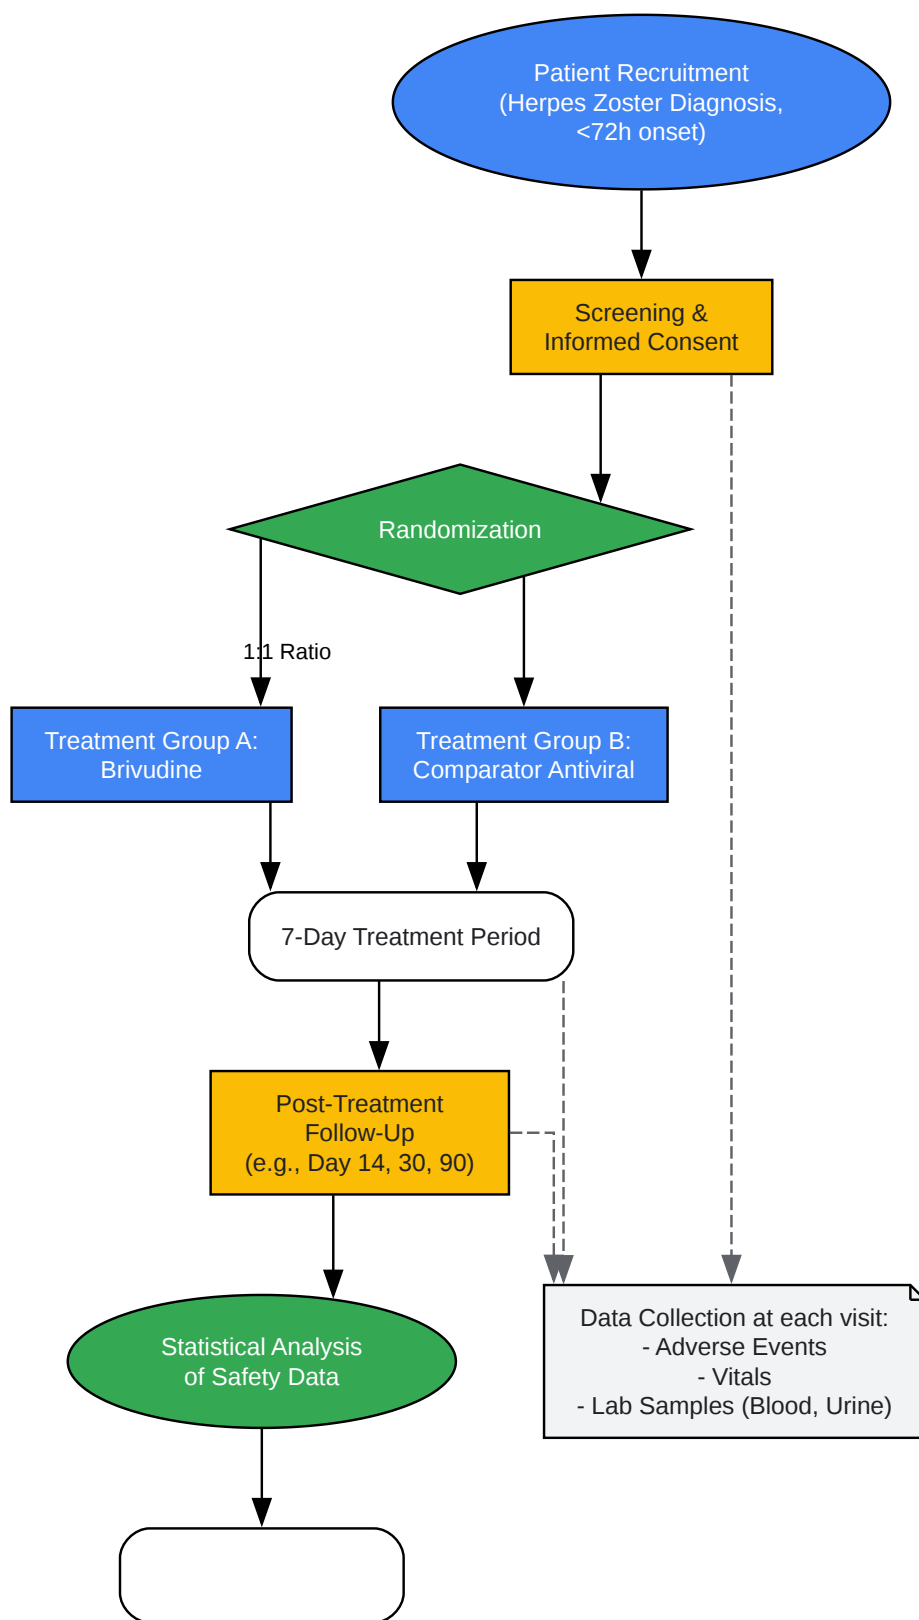 Patient Recruitment
(Herpes Zoster Diagnosis,
<72h onset)
Screening &
Informed Consent
Randomization
1:1 Ratio
Treatment Group A:
Brivudine
Treatment Group B:
Comparator Antiviral
7-Day Treatment Period
Post-Treatment
Follow-Up
(e.g., Day 14, 30, 90)
Data Collection at each visit:
- Adverse Events
- Vitals
- Lab Samples (Blood, Urine)
Statistical Analysis
of Safety Data